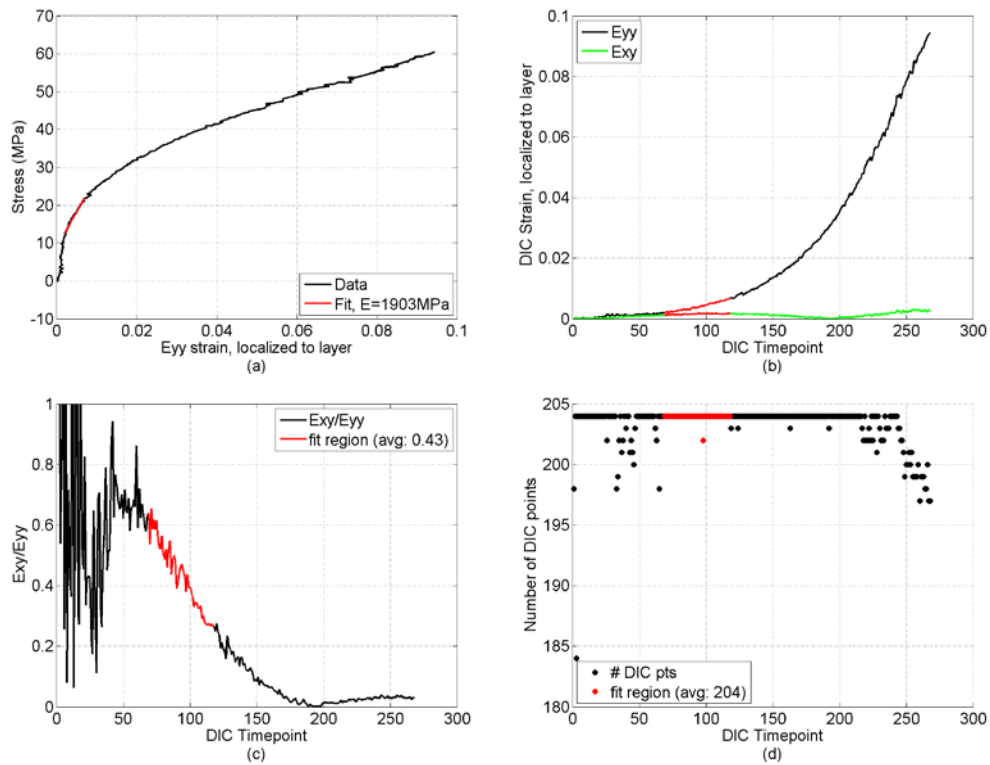 70
60
50
40
30
20
10
0
-10
Stress (MPa)
Data
Fit, E=1903MPa
0
0.02
0.04
0.06
0.08
0.1
Eyy strain, localized to layer
(a)
0.1
0.08
0.06
0.04
0.02
0
DIC Strain, localized to layer
Eyy
Exy
0
50
100
150
200
250
300
DIC Timepoint
(b)
1
0.8
0.6
0.4
0.2
0
Exy/Eyy
Exy/Eyy
fit region (avg: 0.43)
0
50
100
150
200
250
300
DIC Timepoint
(c)
205
200
195
190
185
180
Number of DIC points
# DIC pts
fit region (avg: 204)
0
50
100
150
200
250
300
DIC Timepoint
(d)